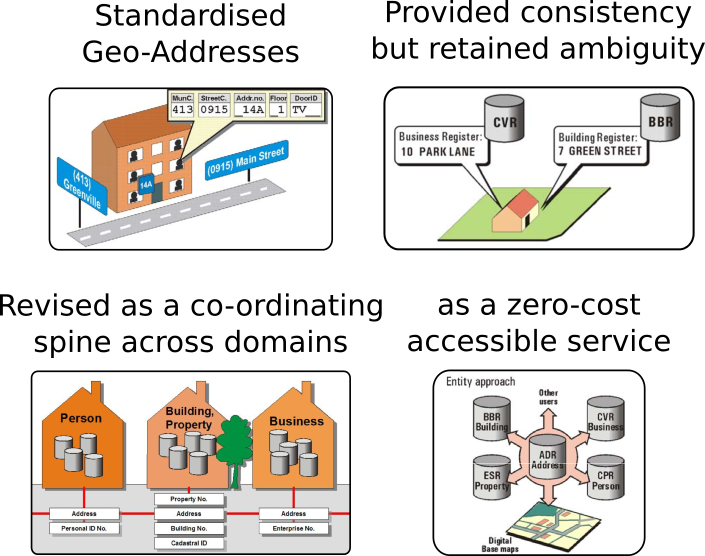 Standardised
Geo-Addresses
MunC. StreetC. Addr.no. Floor DoorID
413 0915 _14A _1 TV__
(413)
Greenville
14A
(0915) Main Street
Provided consistency
but retained ambiguity
CVR
BBR
Business Register:
10 PARK LANE
Building Register:
7 GREEN STREET
Revised as a co-ordinating
spine across domains
Person
Building,
Property
Business
Address
Personal ID No.
Property No.
Address
Building No.
Cadastral ID
Address
Enterprise No.
as a zero-cost
accessible service
Entity approach
Other
users
BBR
Building
CVR
Business
ADR
Address
ESR
Property
CPR
Person
Digital
Base maps